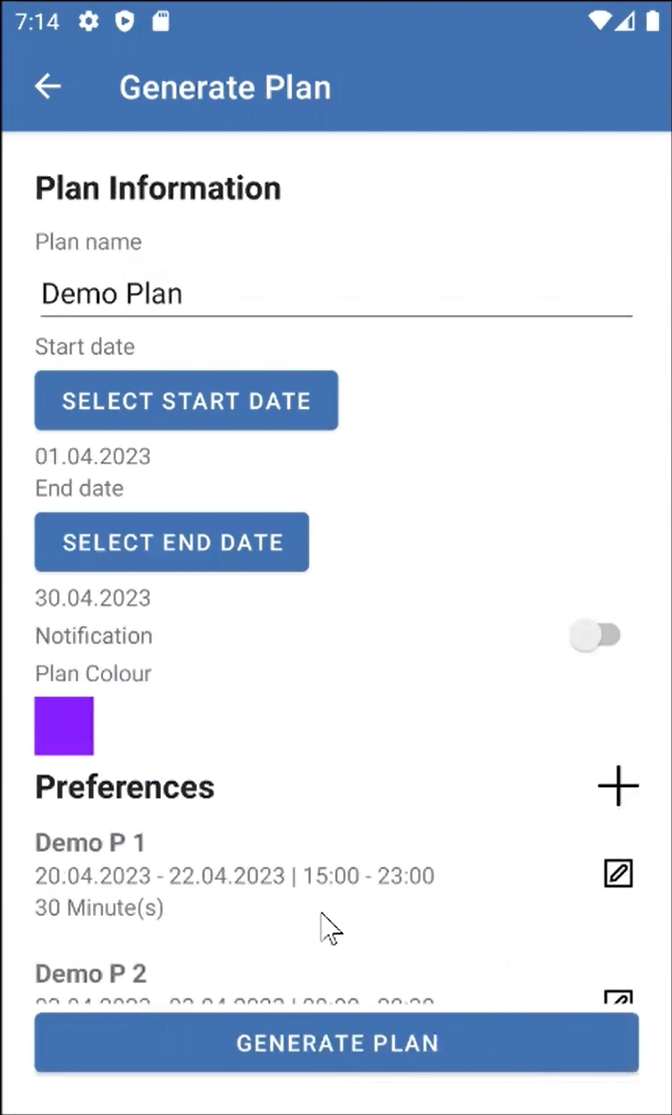 7:14
Generate Plan
Plan Information
Plan name
Demo Plan
Start date
SELECT START DATE
01.04.2023
End date
SELECT END DATE
30.04.2023
Notification
Plan Colour
Preferences
Demo P 1
20.04.2023 - 22.04.2023 | 15:00 - 23:00
30 Minute(s)
Demo P 2
GENERATE PLAN